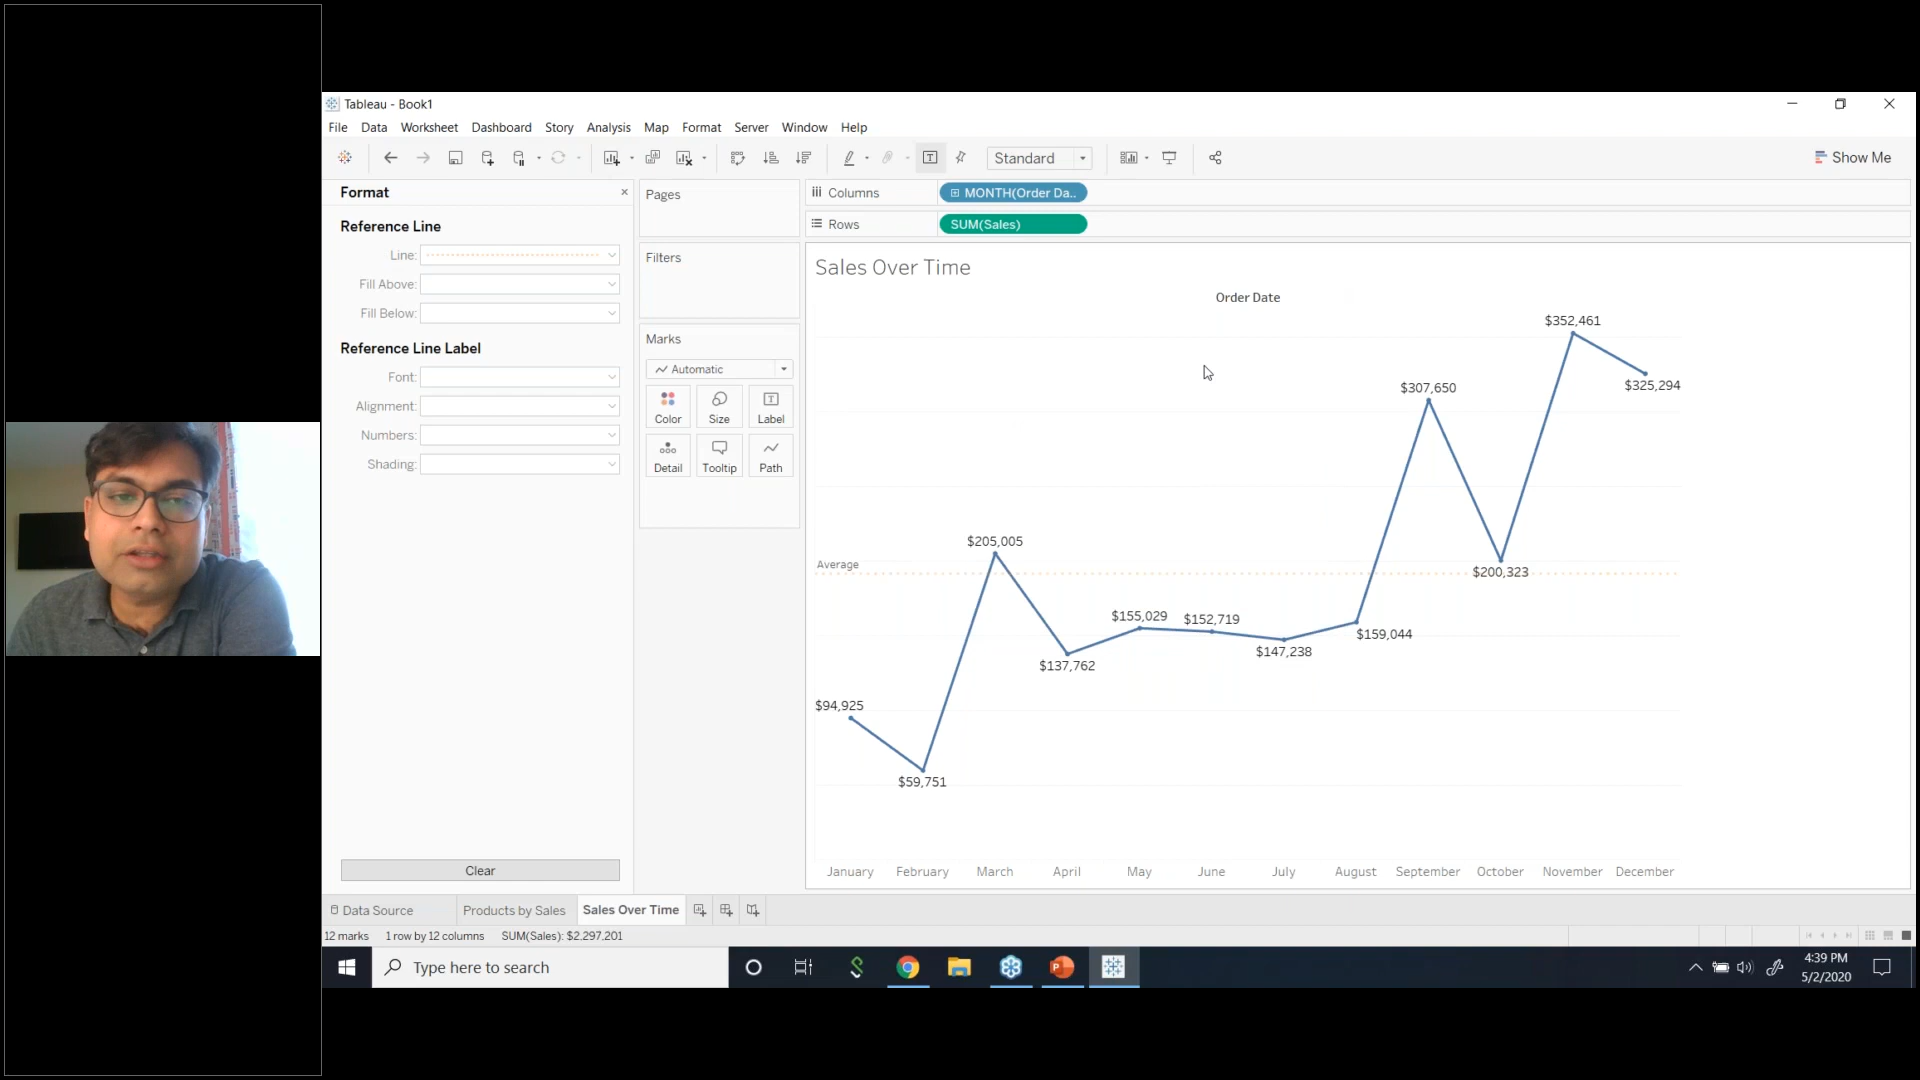 Tableau - Book1
File Data Worksheet Dashboard Story Analysis Map Format Server Window Help
Standard
Show Me
Format
Reference Line
Line:
Fill Above:
Fill Below:
Reference Line Label
Font:
Alignment:
Numbers:
Shading:
Clear
Pages
Filters
Marks
Automatic
Color Size Label
Detail Tooltip Path
Columns MONTH(Order Da..
Rows SUM(Sales)
Sales Over Time
Order Date
$352,461
$325,294
$307,650
$205,005
Average
$200,323
$155,029 $152,719
$159,044
$147,238
$137,762
$94,925
$59,751
January February March April May June July August September October November December
Data Source Products by Sales Sales Over Time
12 marks 1 row by 12 columns SUM(Sales): $2,297,201
Type here to search
4:39 PM
5/2/2020